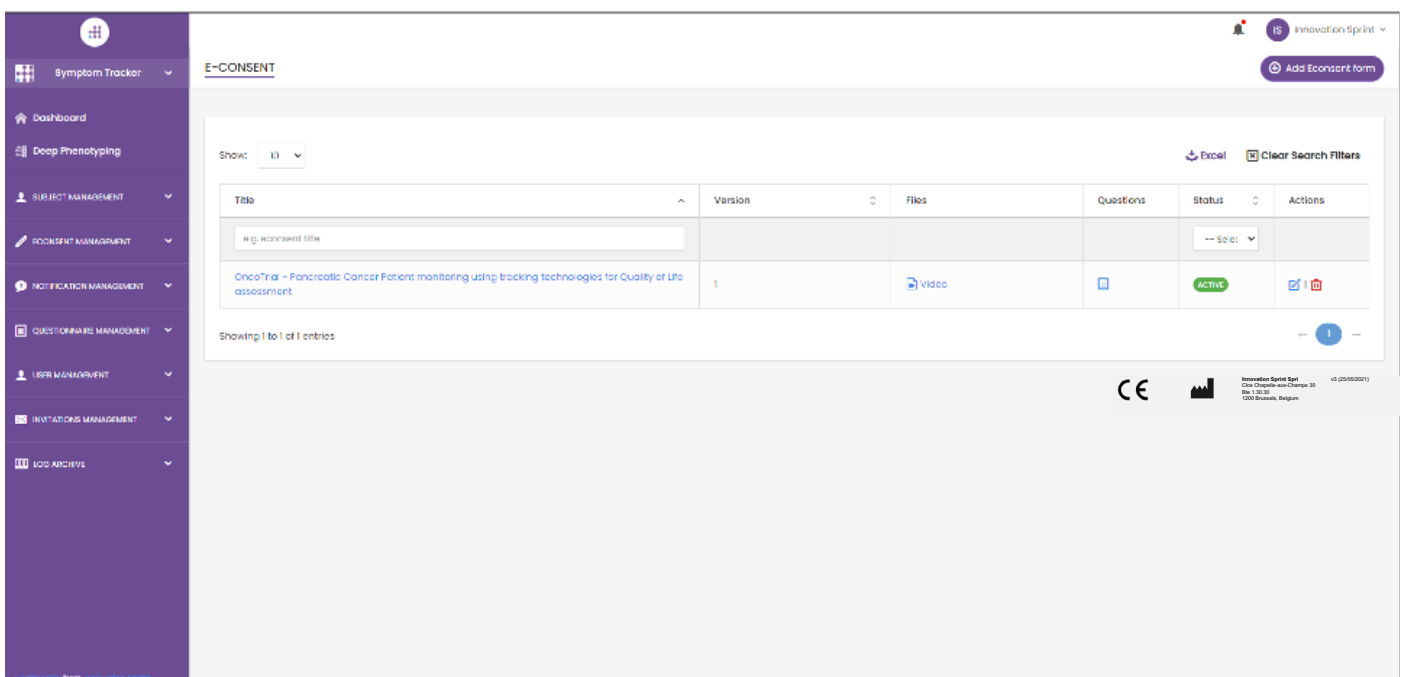 IS Innovation Sprint
Symptom Tracker
E-CONSENT
Add Econsent form
Dashboard
Deep Phenotyping
SUBJECT MANAGEMENT
ECONSENT MANAGEMENT
NOTIFICATION MANAGEMENT
QUESTIONNAIRE MANAGEMENT
USER MANAGEMENT
INVITATIONS MANAGEMENT
LOG ARCHIVE
Show: 10
Excel Clear Search Filters
Title Version Files Questions Status Actions
e.g. econsent title -- Selec
OncoTrial - Pancreatic Cancer Patient monitoring using tracking technologies for Quality of Life
assessment
1 Video ACTIVE
Showing 1 to 1 of 1 entries
← 1 →
CE
Innovation Sprint Sprl v3 (25/05/2021)
Clos Chapelle-aux-Champs 30
Bte 1.30.30
1200 Brussels, Belgium